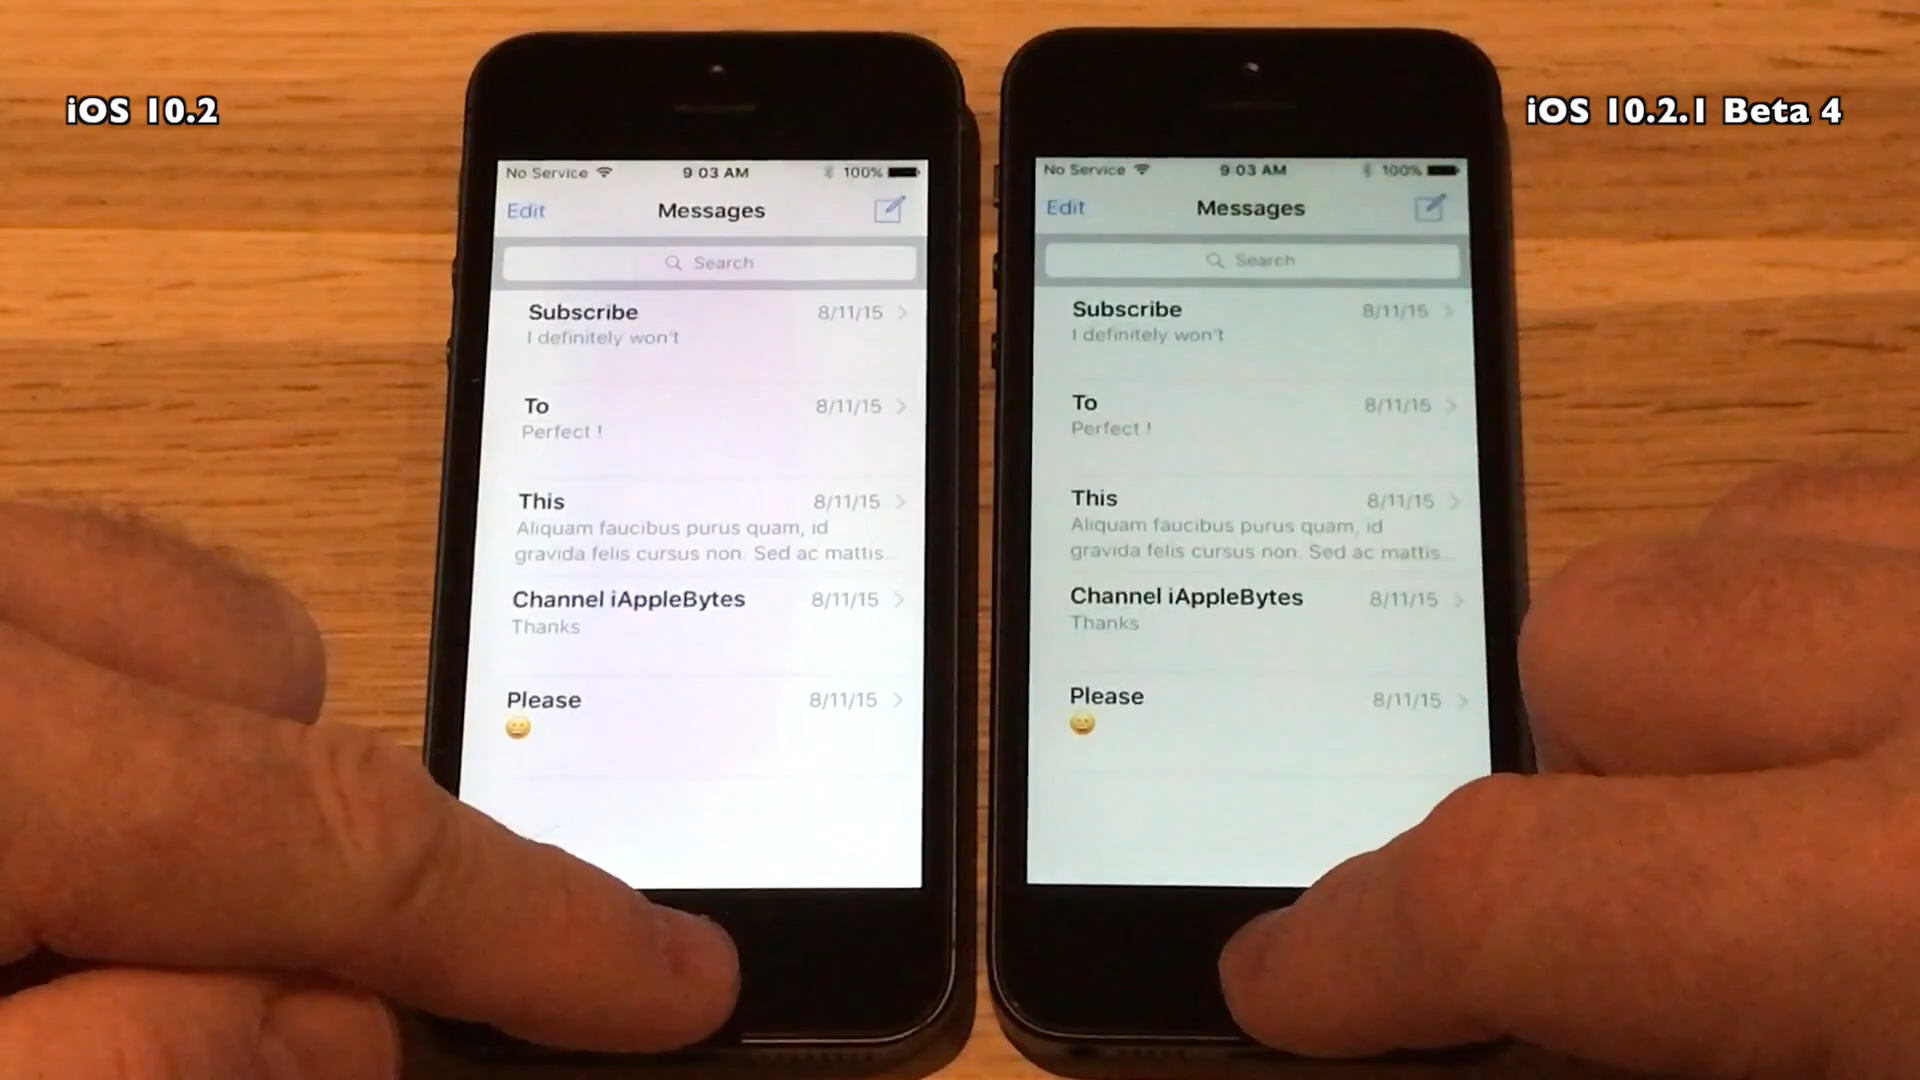 iOS 10.2
iOS 10.2.1 Beta 4
No Service 9:03 AM 100%
Edit Messages
Search
Subscribe 8/11/15
I definitely won't
To 8/11/15
Perfect !
This 8/11/15
Aliquam faucibus purus quam, id
gravida felis cursus non. Sed ac mattis...
Channel iAppleBytes 8/11/15
Thanks
Please 8/11/15
😀
No Service 9:03 AM 100%
Edit Messages
Search
Subscribe 8/11/15
I definitely won't
To 8/11/15
Perfect !
This 8/11/15
Aliquam faucibus purus quam, id
gravida felis cursus non. Sed ac mattis...
Channel iAppleBytes 8/11/15
Thanks
Please 8/11/15
😀